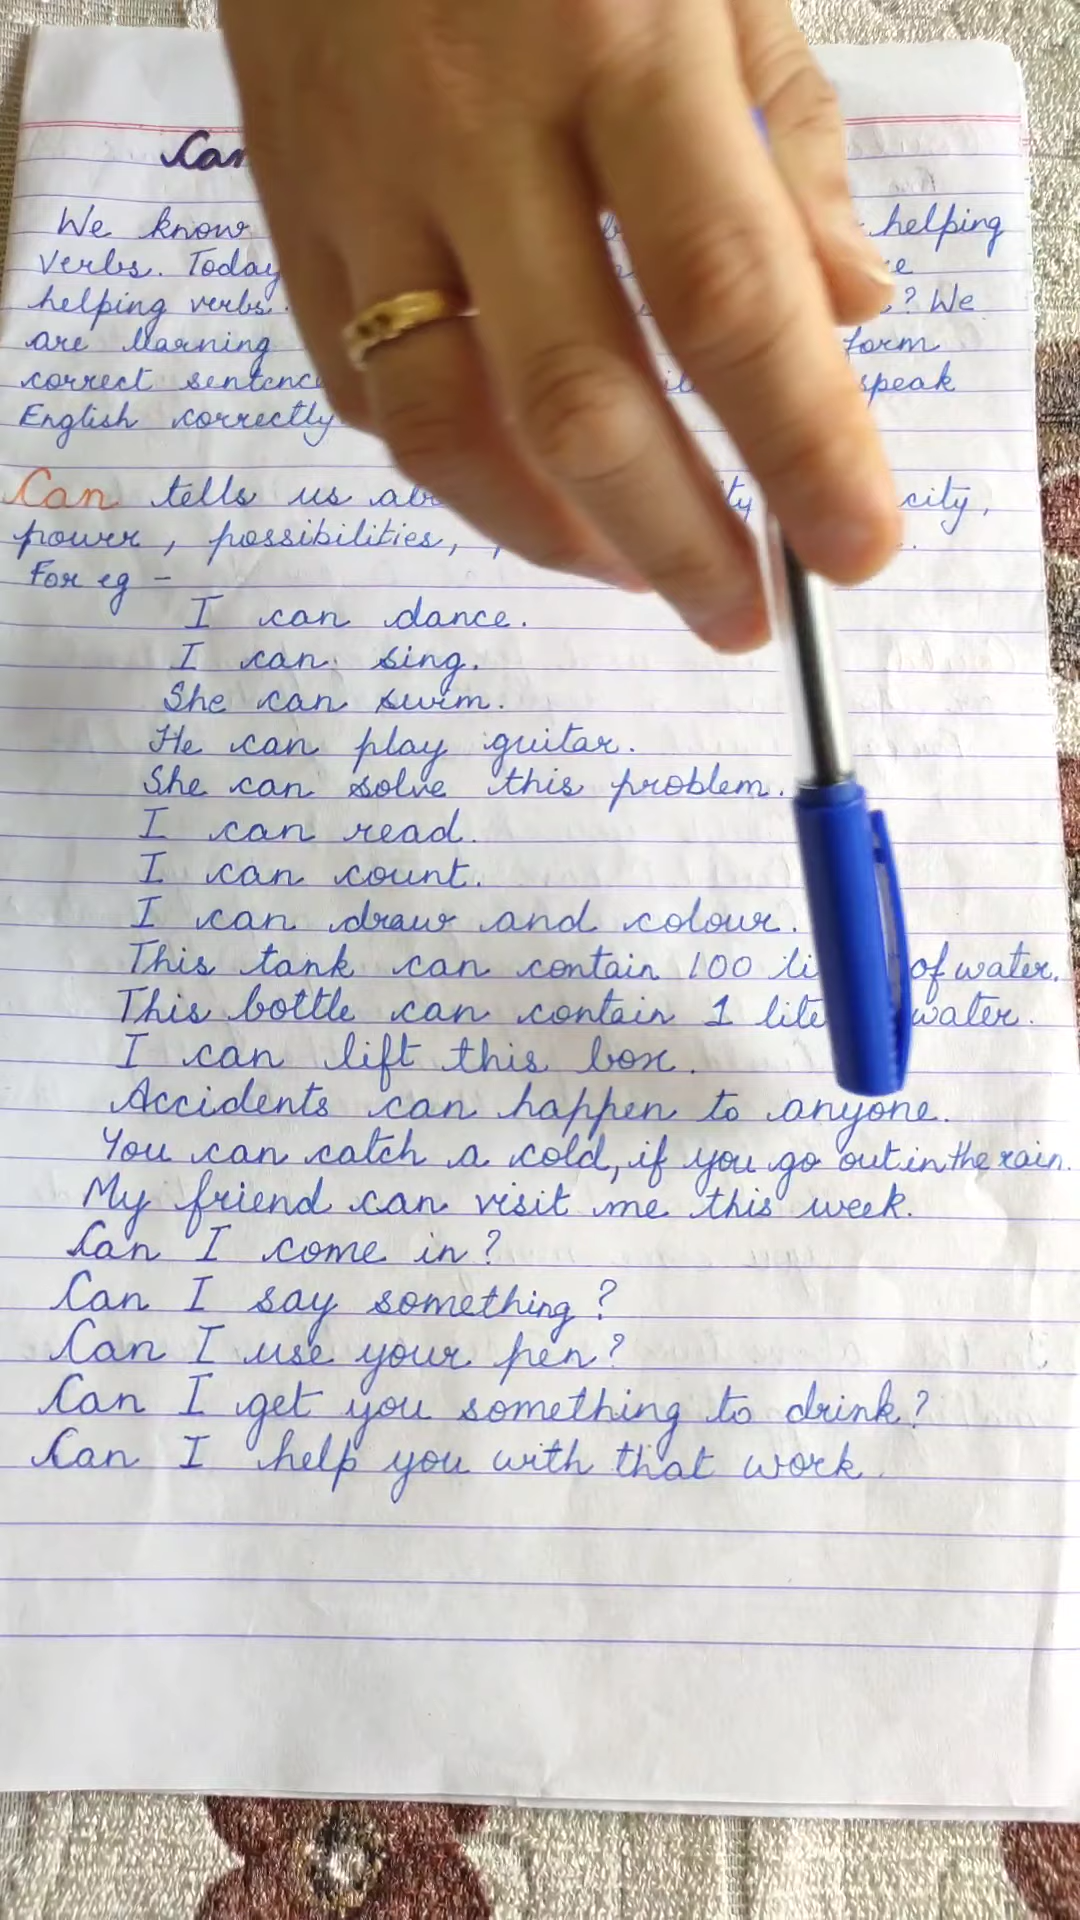 We know helping
verbs. Today
helping verbs. ? We
are learning form
correct sentence speak
English correctly
Can tells us
power, possibilities,
For eg -
I can dance.
I can sing.
She can swim.
He can play guitar.
She can solve this problem.
I can read.
I can count.
I can draw and colour.
This tank can contain 100 of water.
This bottle can contain 1 water.
I can lift this box.
Accidents can happen to anyone.
You can catch a cold, if you go out in the rain.
My friend can visit me this week.
Can I come in?
Can I say something?
Can I use your pen?
Can I get you something to drink?
Can I help you with that work.